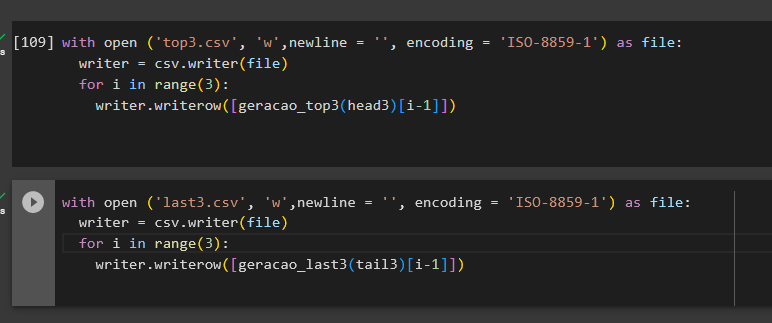 [109] with open ('top3.csv', 'w',newline = '', encoding = 'ISO-8859-1') as file:
s
writer = csv.writer(file)
for i in range(3):
writer.writerow([geracao_top3(head3)[i-1]])
with open ('last3.csv', 'w',newline = '', encoding = 'ISO-8859-1') as file:
s
writer = csv.writer(file)
for i in range(3):
writer.writerow([geracao_last3(tail3)[i-1]])